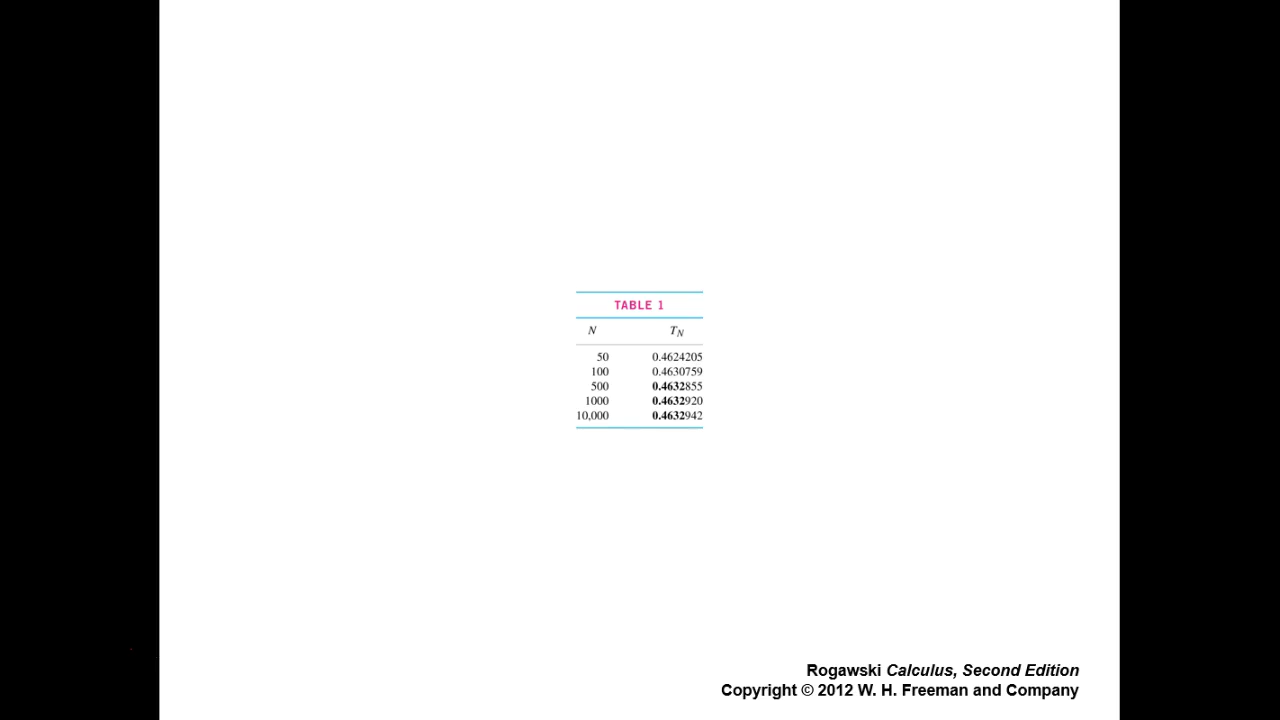 TABLE 1
N TN
50 0.4624205
100 0.4630759
500 0.4632855
1000 0.4632920
10,000 0.4632942
Rogawski Calculus, Second Edition
Copyright © 2012 W. H. Freeman and Company